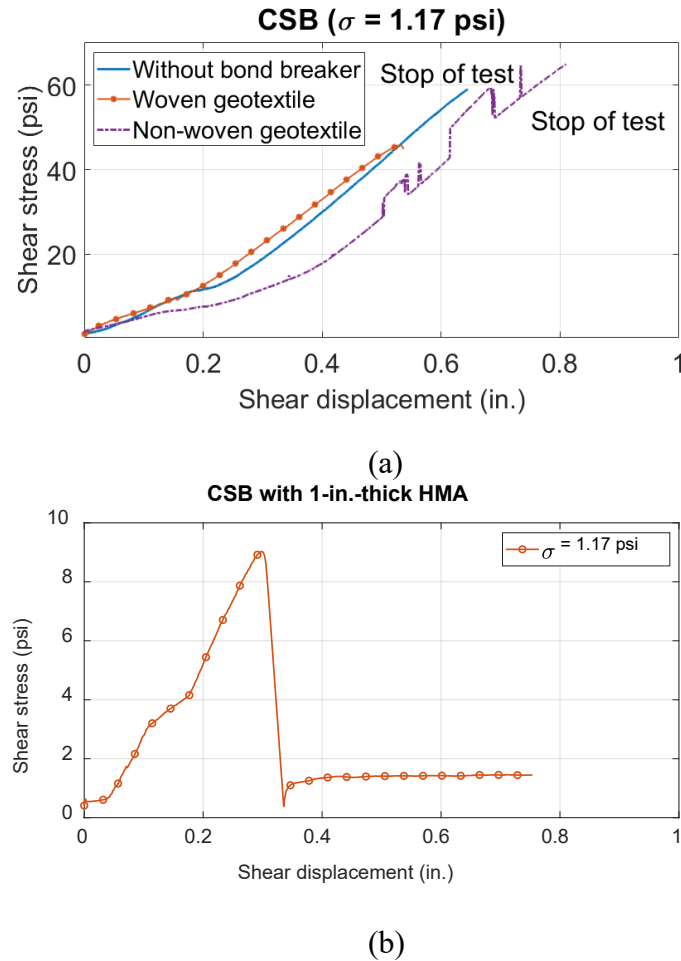 CSB (σ = 1.17 psi)
60
40
20
0
0.2
0.4
0.6
0.8
1
Shear stress (psi)
Shear displacement (in.)
Without bond breaker
Woven geotextile
Non-woven geotextile
Stop of test
Stop of test
(a)
CSB with 1-in.-thick HMA
10
8
6
4
2
0
0
0.2
0.4
0.6
0.8
1
Shear stress (psi)
Shear displacement (in.)
σ = 1.17 psi
(b)